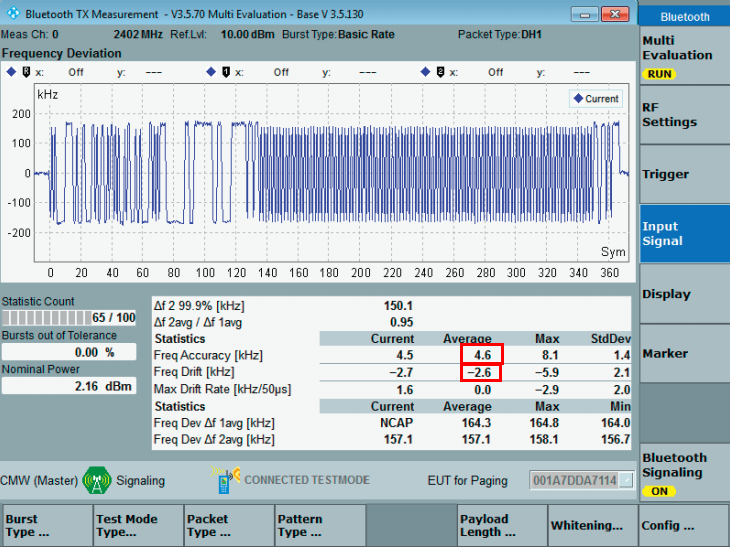 Bluetooth TX Measurement - V3.5.70 Multi Evaluation - Base V 3.5.130
Meas Ch: 0 2402 MHz Ref.Lvl: 10.00 dBm Burst Type: Basic Rate Packet Type: DH1
Frequency Deviation
R x: Off y: --- 1 x: Off y: --- 2 x: Off y: ---
kHz
Current
200
100
0
-100
-200
Sym
0 20 40 60 80 100 120 140 160 180 200 220 240 260 280 300 320 340 360
Statistic Count
65 / 100
Bursts out of Tolerance
0.00 %
Nominal Power
2.16 dBm
Δf 2 99.9% [kHz] 150.1
Δf 2avg / Δf 1avg 0.95
Statistics Current Average Max StdDev
Freq Accuracy [kHz] 4.5 4.6 8.1 1.4
Freq Drift [kHz] −2.7 −2.6 −5.9 2.1
Max Drift Rate [kHz/50µs] 1.6 0.0 −2.9 2.0
Statistics Current Average Max Min
Freq Dev Δf 1avg [kHz] NCAP 164.3 164.8 164.0
Freq Dev Δf 2avg [kHz] 157.1 157.1 158.1 156.7
CMW (Master) Signaling CONNECTED TESTMODE EUT for Paging 001A7DDA7114
Bluetooth
Multi
Evaluation
RUN
RF
Settings
Trigger
Input
Signal
Display
Marker
Bluetooth
Signaling
ON
Burst
Type ...
Test Mode
Type...
Packet
Type ...
Pattern
Type ...
Payload
Length ...
Whitening...
Config ...